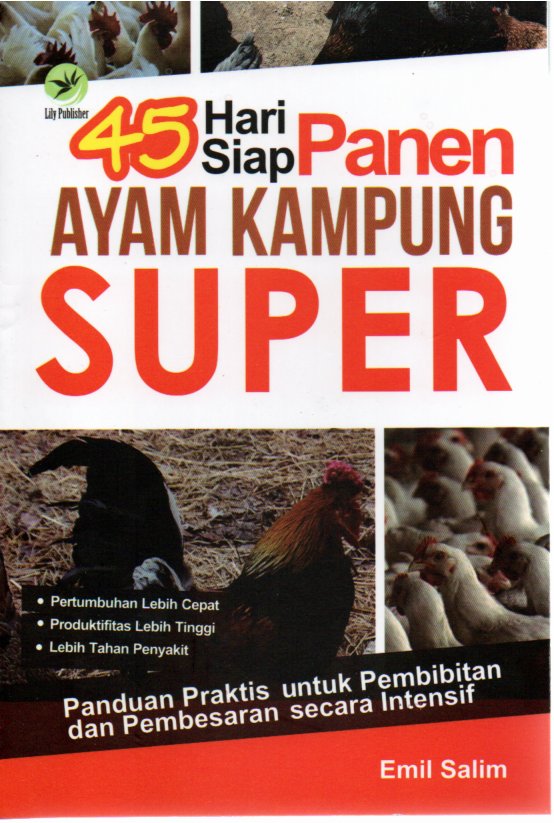 Lily Publisher
45 Hari
Siap Panen
AYAM KAMPUNG
SUPER
• Pertumbuhan Lebih Cepat
• Produktifitas Lebih Tinggi
• Lebih Tahan Penyakit
Panduan Praktis untuk Pembibitan
dan Pembesaran secara Intensif
Emil Salim